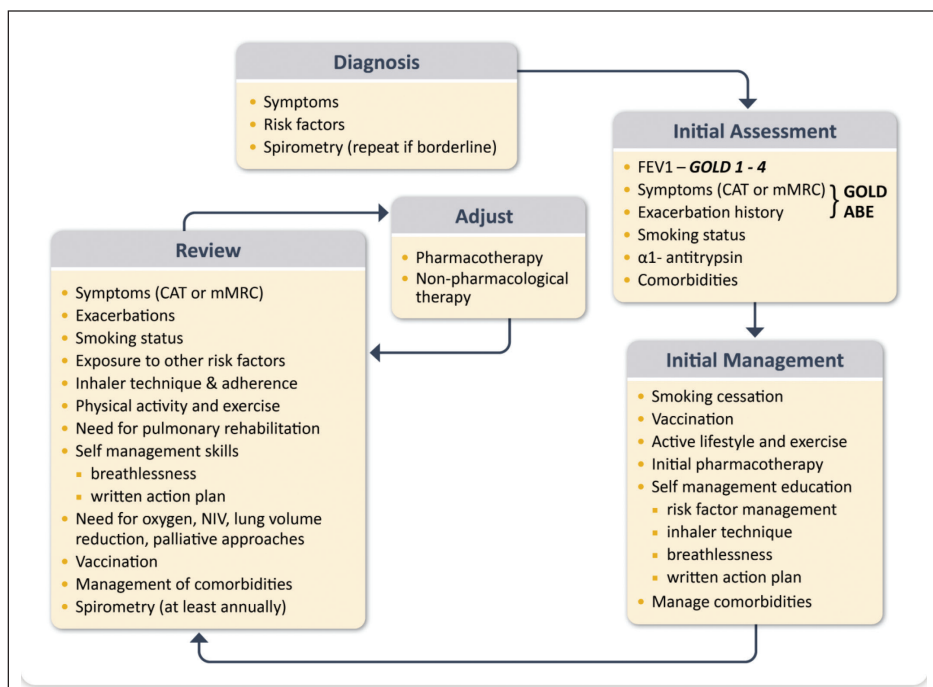 Diagnosis
Symptoms
Risk factors
Spirometry (repeat if borderline)
Initial Assessment
FEV1 – GOLD 1 - 4
Symptoms (CAT or mMRC)
Exacerbation history
GOLD
ABE
Smoking status
α1- antitrypsin
Comorbidities
Initial Management
Smoking cessation
Vaccination
Active lifestyle and exercise
Initial pharmacotherapy
Self management education
risk factor management
inhaler technique
breathlessness
written action plan
Manage comorbidities
Review
Symptoms (CAT or mMRC)
Exacerbations
Smoking status
Exposure to other risk factors
Inhaler technique & adherence
Physical activity and exercise
Need for pulmonary rehabilitation
Self management skills
breathlessness
written action plan
Need for oxygen, NIV, lung volume
reduction, palliative approaches
Vaccination
Management of comorbidities
Spirometry (at least annually)
Adjust
Pharmacotherapy
Non-pharmacological
therapy